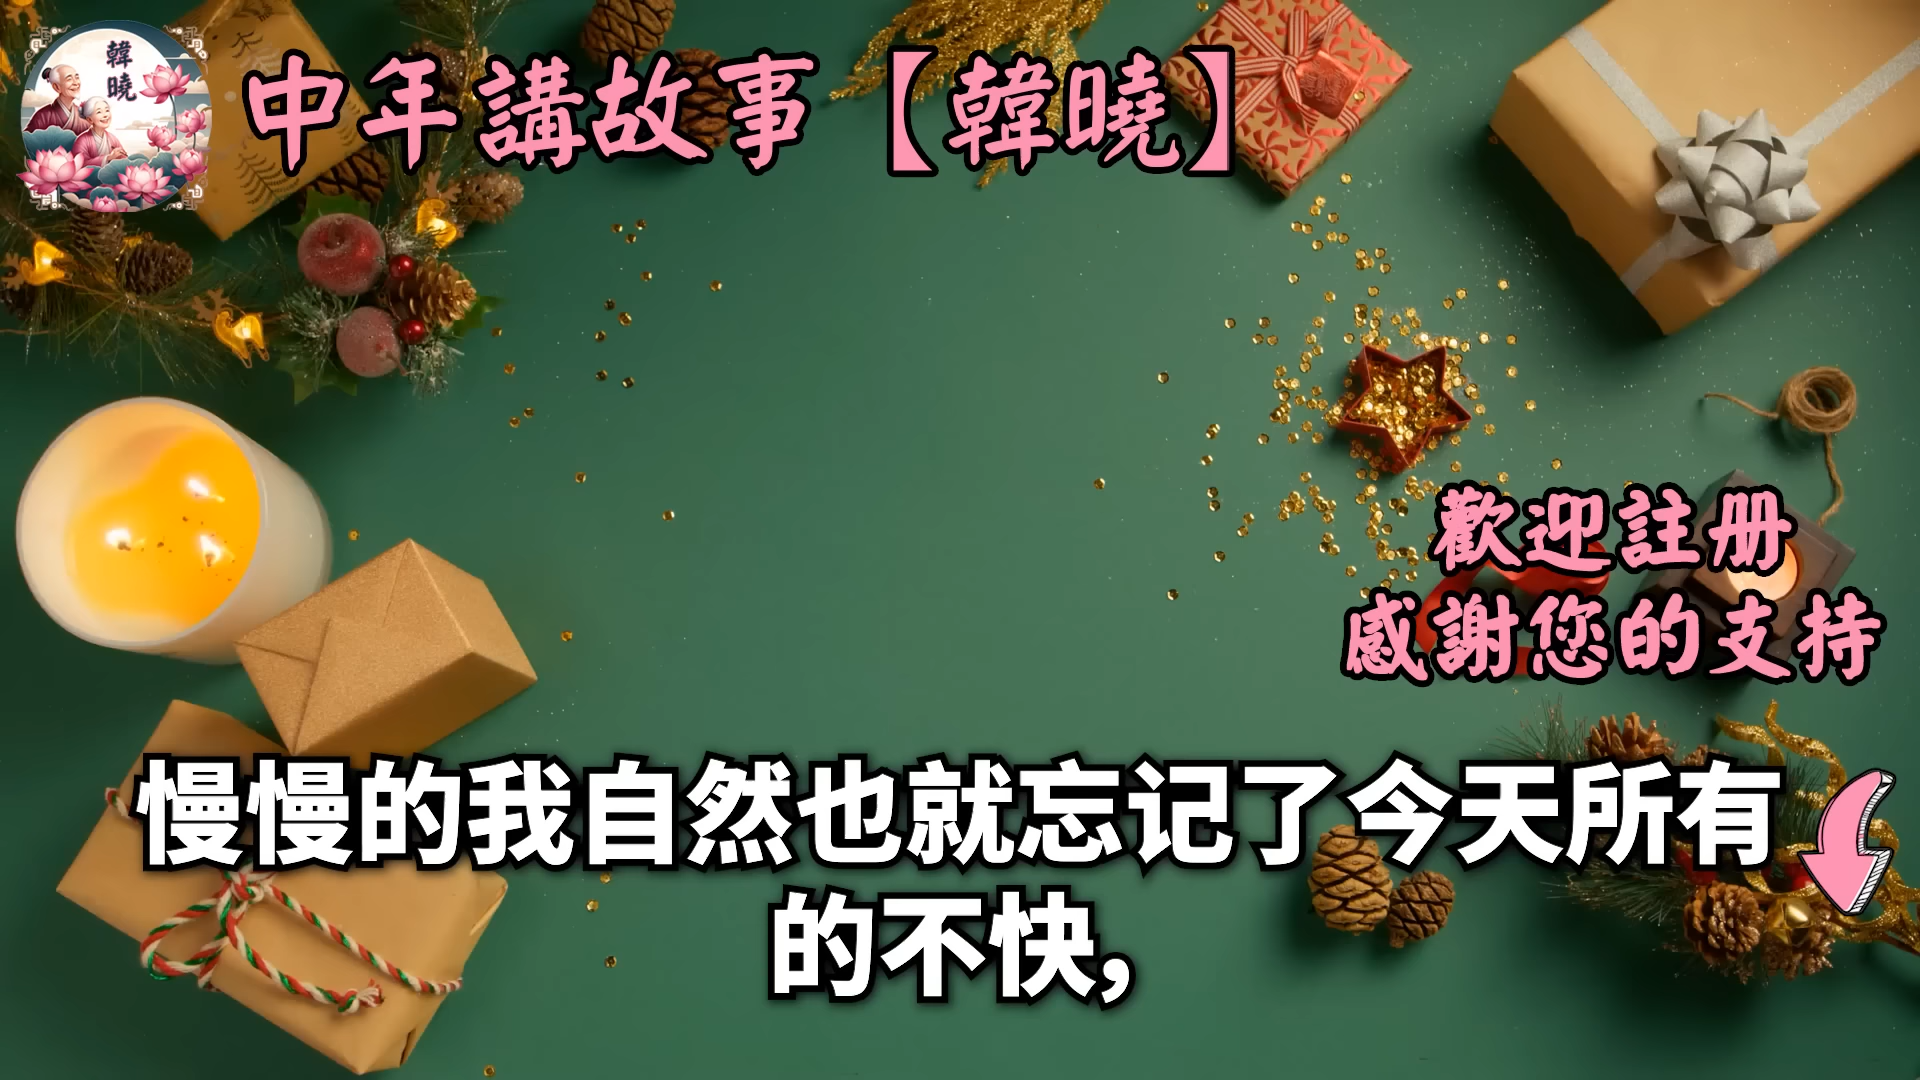 韓
曉
中年講故事【韓曉】
歡迎註册
感謝您的支持
慢慢的我自然也就忘记了今天所有
的不快,